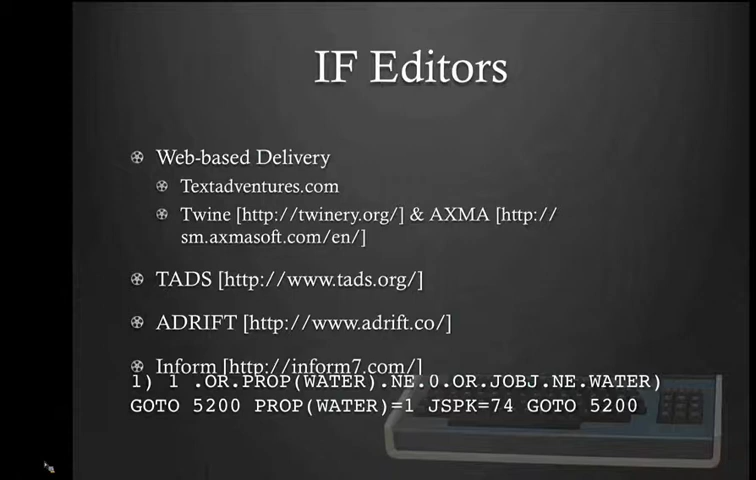 IF Editors
Web-based Delivery
Textadventures.com
Twine [http://twinery.org/] & AXMA [http://
sm.axmasoft.com/en/]
TADS [http://www.tads.org/]
ADRIFT [http://www.adrift.co/]
Inform [http://inform7.com/]
1) 1 .OR.PROP(WATER).NE.0.OR.JOBJ.NE.WATER)
GOTO 5200 PROP(WATER)=1 JSPK=74 GOTO 5200